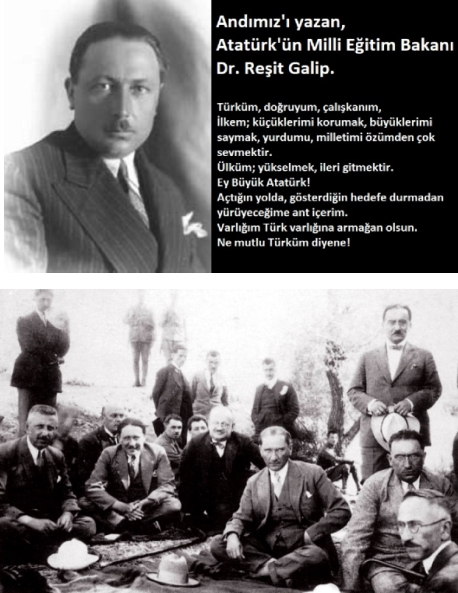 Andımız'ı yazan,
Atatürk'ün Milli Eğitim Bakanı
Dr. Reşit Galip.
Türküm, doğruyum, çalışkanım,
İlkem; küçüklerimi korumak, büyüklerimi
saymak, yurdumu, milletimi özümden çok
sevmektir.
Ülküm; yükselmek, ileri gitmektir.
Ey Büyük Atatürk!
Açtığın yolda, gösterdiğin hedefe durmadan
yürüyeceğime ant içerim.
Varlığım Türk varlığına armağan olsun.
Ne mutlu Türküm diyene!